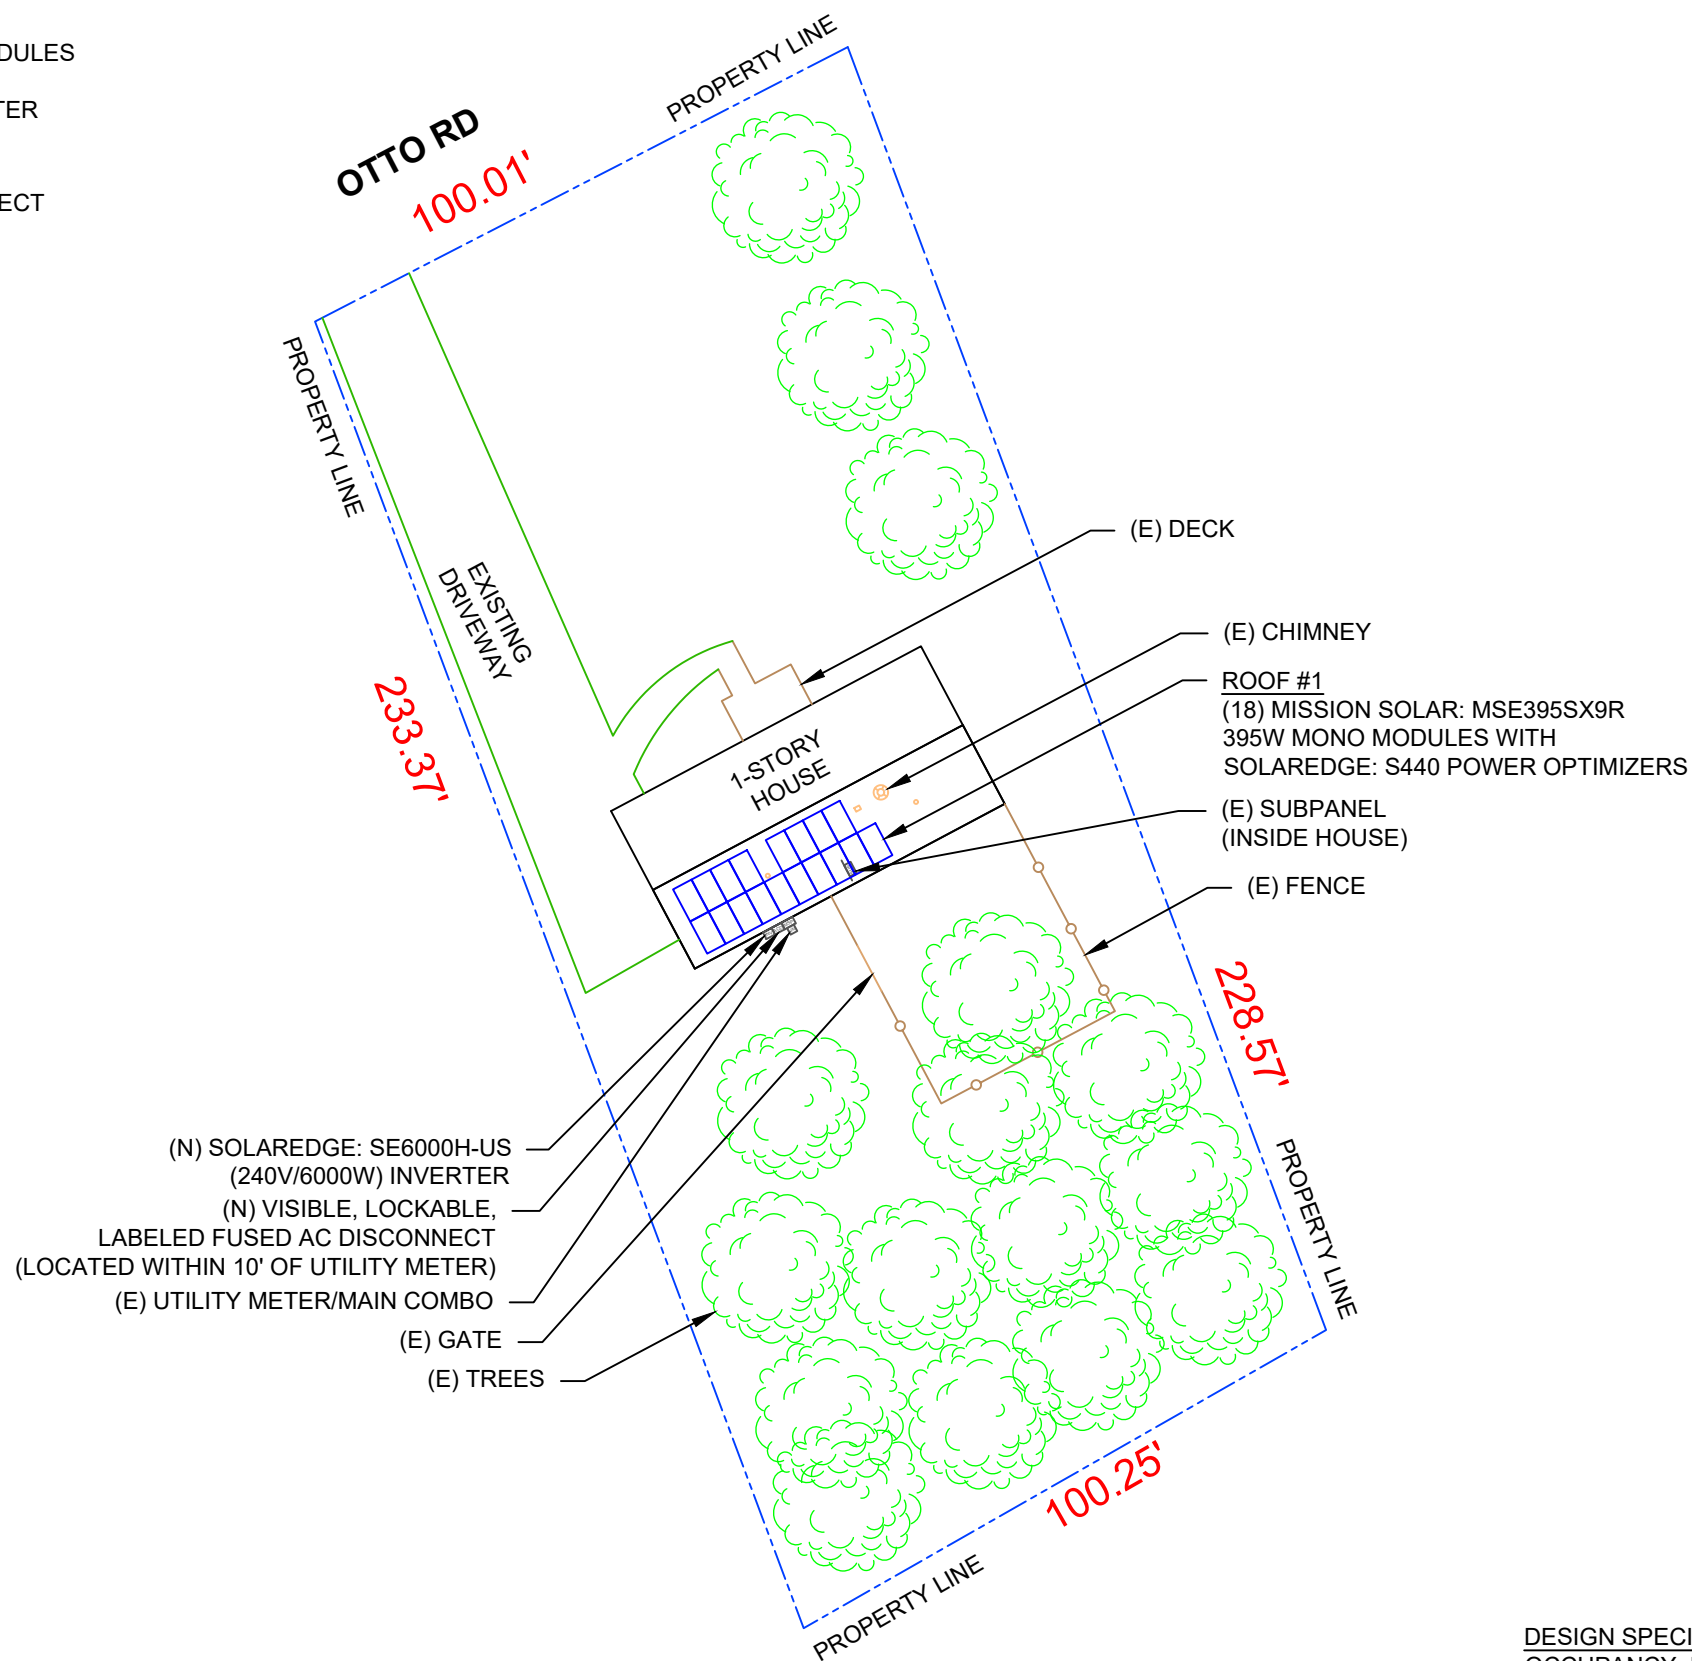 DULES
TER
ECT
PROPERTY LINE
OTTO RD
100.01'
PROPERTY LINE
EXISTING
DRIVEWAY
233.37'
1-STORY
HOUSE
(E) DECK
(E) CHIMNEY
ROOF #1
(18) MISSION SOLAR: MSE395SX9R
395W MONO MODULES WITH
SOLAREDGE: S440 POWER OPTIMIZERS
(E) SUBPANEL
(INSIDE HOUSE)
(E) FENCE
228.57'
PROPERTY LINE
(N) SOLAREDGE: SE6000H-US
(240V/6000W) INVERTER
(N) VISIBLE, LOCKABLE,
LABELED FUSED AC DISCONNECT
(LOCATED WITHIN 10' OF UTILITY METER)
(E) UTILITY METER/MAIN COMBO
(E) GATE
(E) TREES
100.25'
PROPERTY LINE
DESIGN SPECI